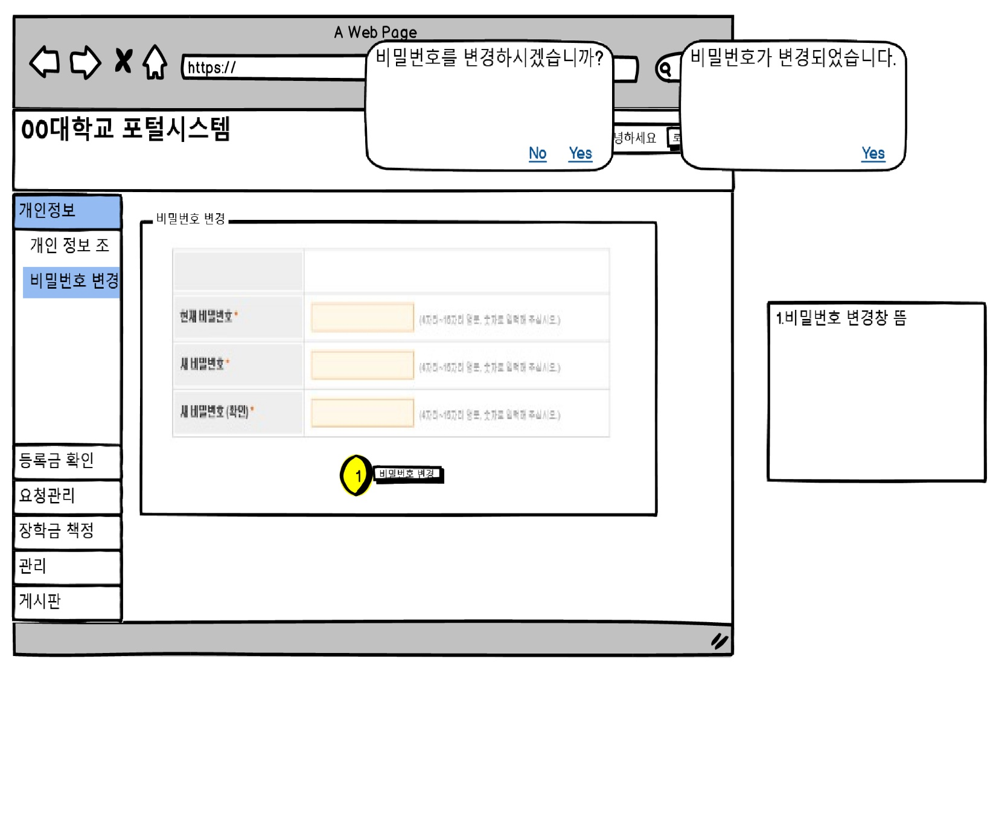 A Web Page
https://
비밀번호를 변경하시겠습니까?
No Yes
비밀번호가 변경되었습니다.
Yes
00대학교 포털시스템
녕하세요
개인정보
개인 정보 조
비밀번호 변경
등록금 확인
요청관리
장학금 책정
관리
게시판
비밀번호 변경
현재 비밀번호 *
(4자리~16자리 영문, 숫자로 입력해 주십시오.)
새 비밀번호 *
(4자리~16자리 영문, 숫자로 입력해 주십시오.)
새 비밀번호 (확인) *
(4자리~16자리 영문, 숫자로 입력해 주십시오.)
1 비밀번호 변경
1.비밀번호 변경창 뜸